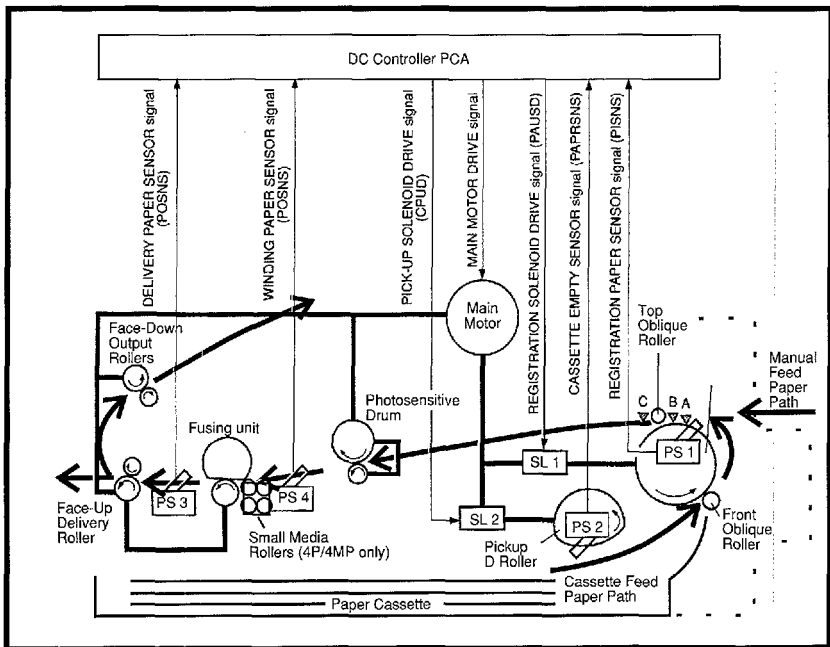 DC Controller PCA
DELIVERY PAPER SENSOR signal
(POSNS)
WINDING PAPER SENSOR signal
(POSNS)
PICK-UP SOLENOID DRIVE signal
(CPUD)
MAIN MOTOR DRIVE signal
REGISTRATION SOLENOID DRIVE signal (PAUSD)
CASSETTE EMPTY SENSOR signal (PAPRSNS)
REGISTRATION PAPER SENSOR signal (PISNS)
Main
Motor
Top
Oblique
Roller
Manual
Feed
Paper
Path
Face-Down
Output
Rollers
C
B
A
Photosensitive
Drum
Fusing unit
PS 1
SL 1
PS 3
PS 4
SL 2
PS 2
Face-Up
Delivery
Roller
Small Media
Rollers (4P/4MP only)
Pickup
D Roller
Front
Oblique
Roller
Cassette Feed
Paper Path
Paper Cassette